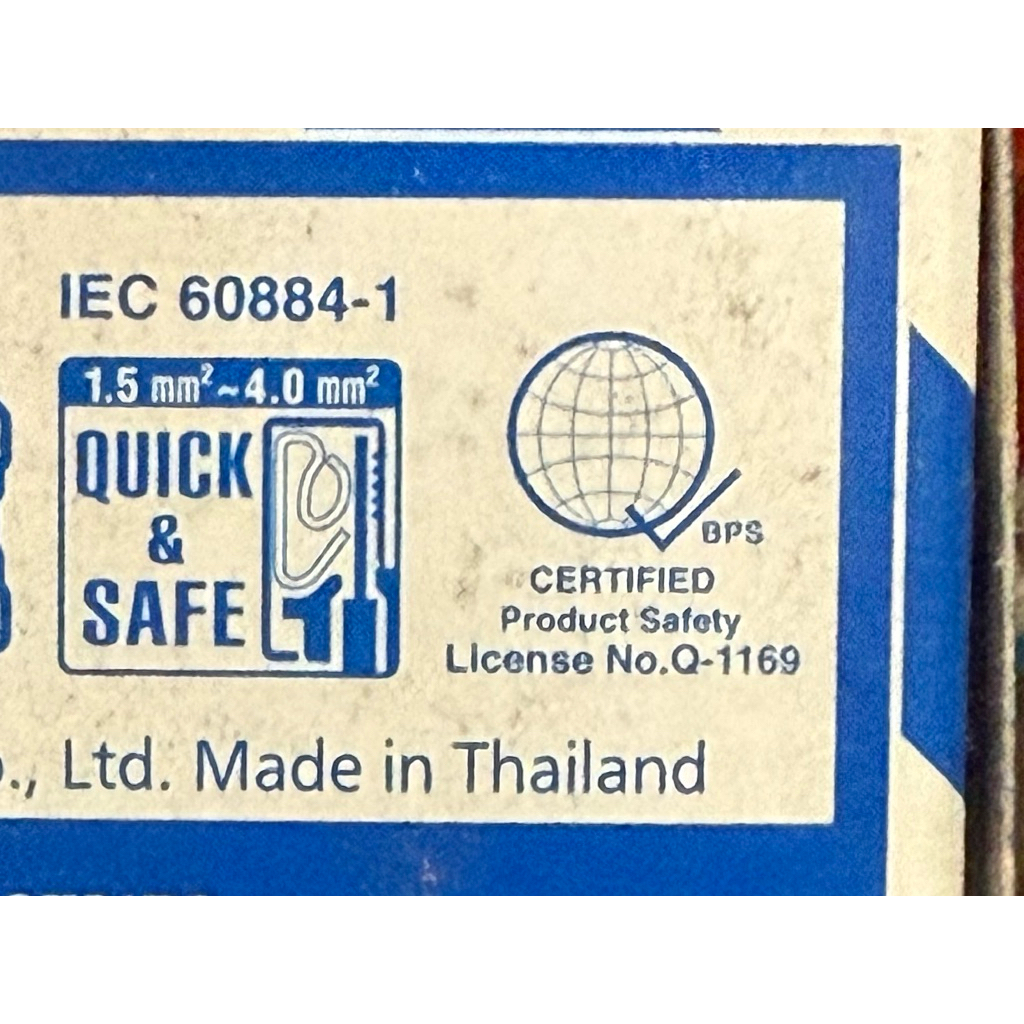 IEC 60884-1
1.5 mm²~4.0 mm²
QUICK
&
SAFE
BPS
CERTIFIED
Product Safety
License No.Q-1169
., Ltd. Made in Thailand